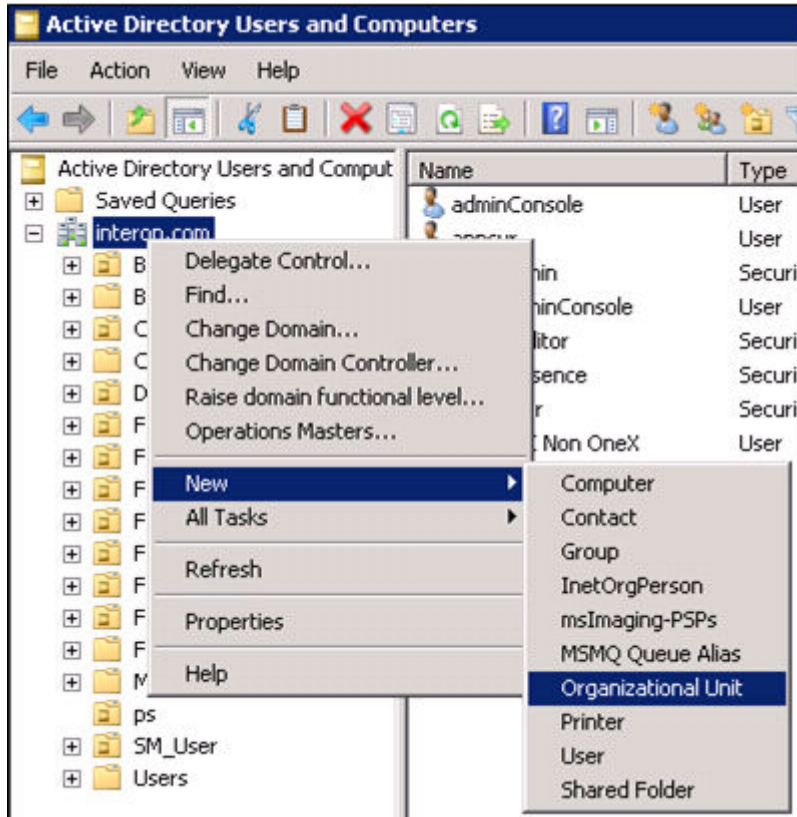 Active Directory Users and Computers
File Action View Help
Active Directory Users and Comput
Saved Queries
interop.com
B
B
C
C
D
F
F
F
F
F
F
F
F
M
ps
SM_User
Users
Name Type
adminConsole User
User
in Securi
inConsole User
itor Securi
sence Securi
r Securi
Non OneX User
Delegate Control...
Find...
Change Domain...
Change Domain Controller...
Raise domain functional level...
Operations Masters...
New
All Tasks
Refresh
Properties
Help
Computer
Contact
Group
InetOrgPerson
msImaging-PSPs
MSMQ Queue Alias
Organizational Unit
Printer
User
Shared Folder